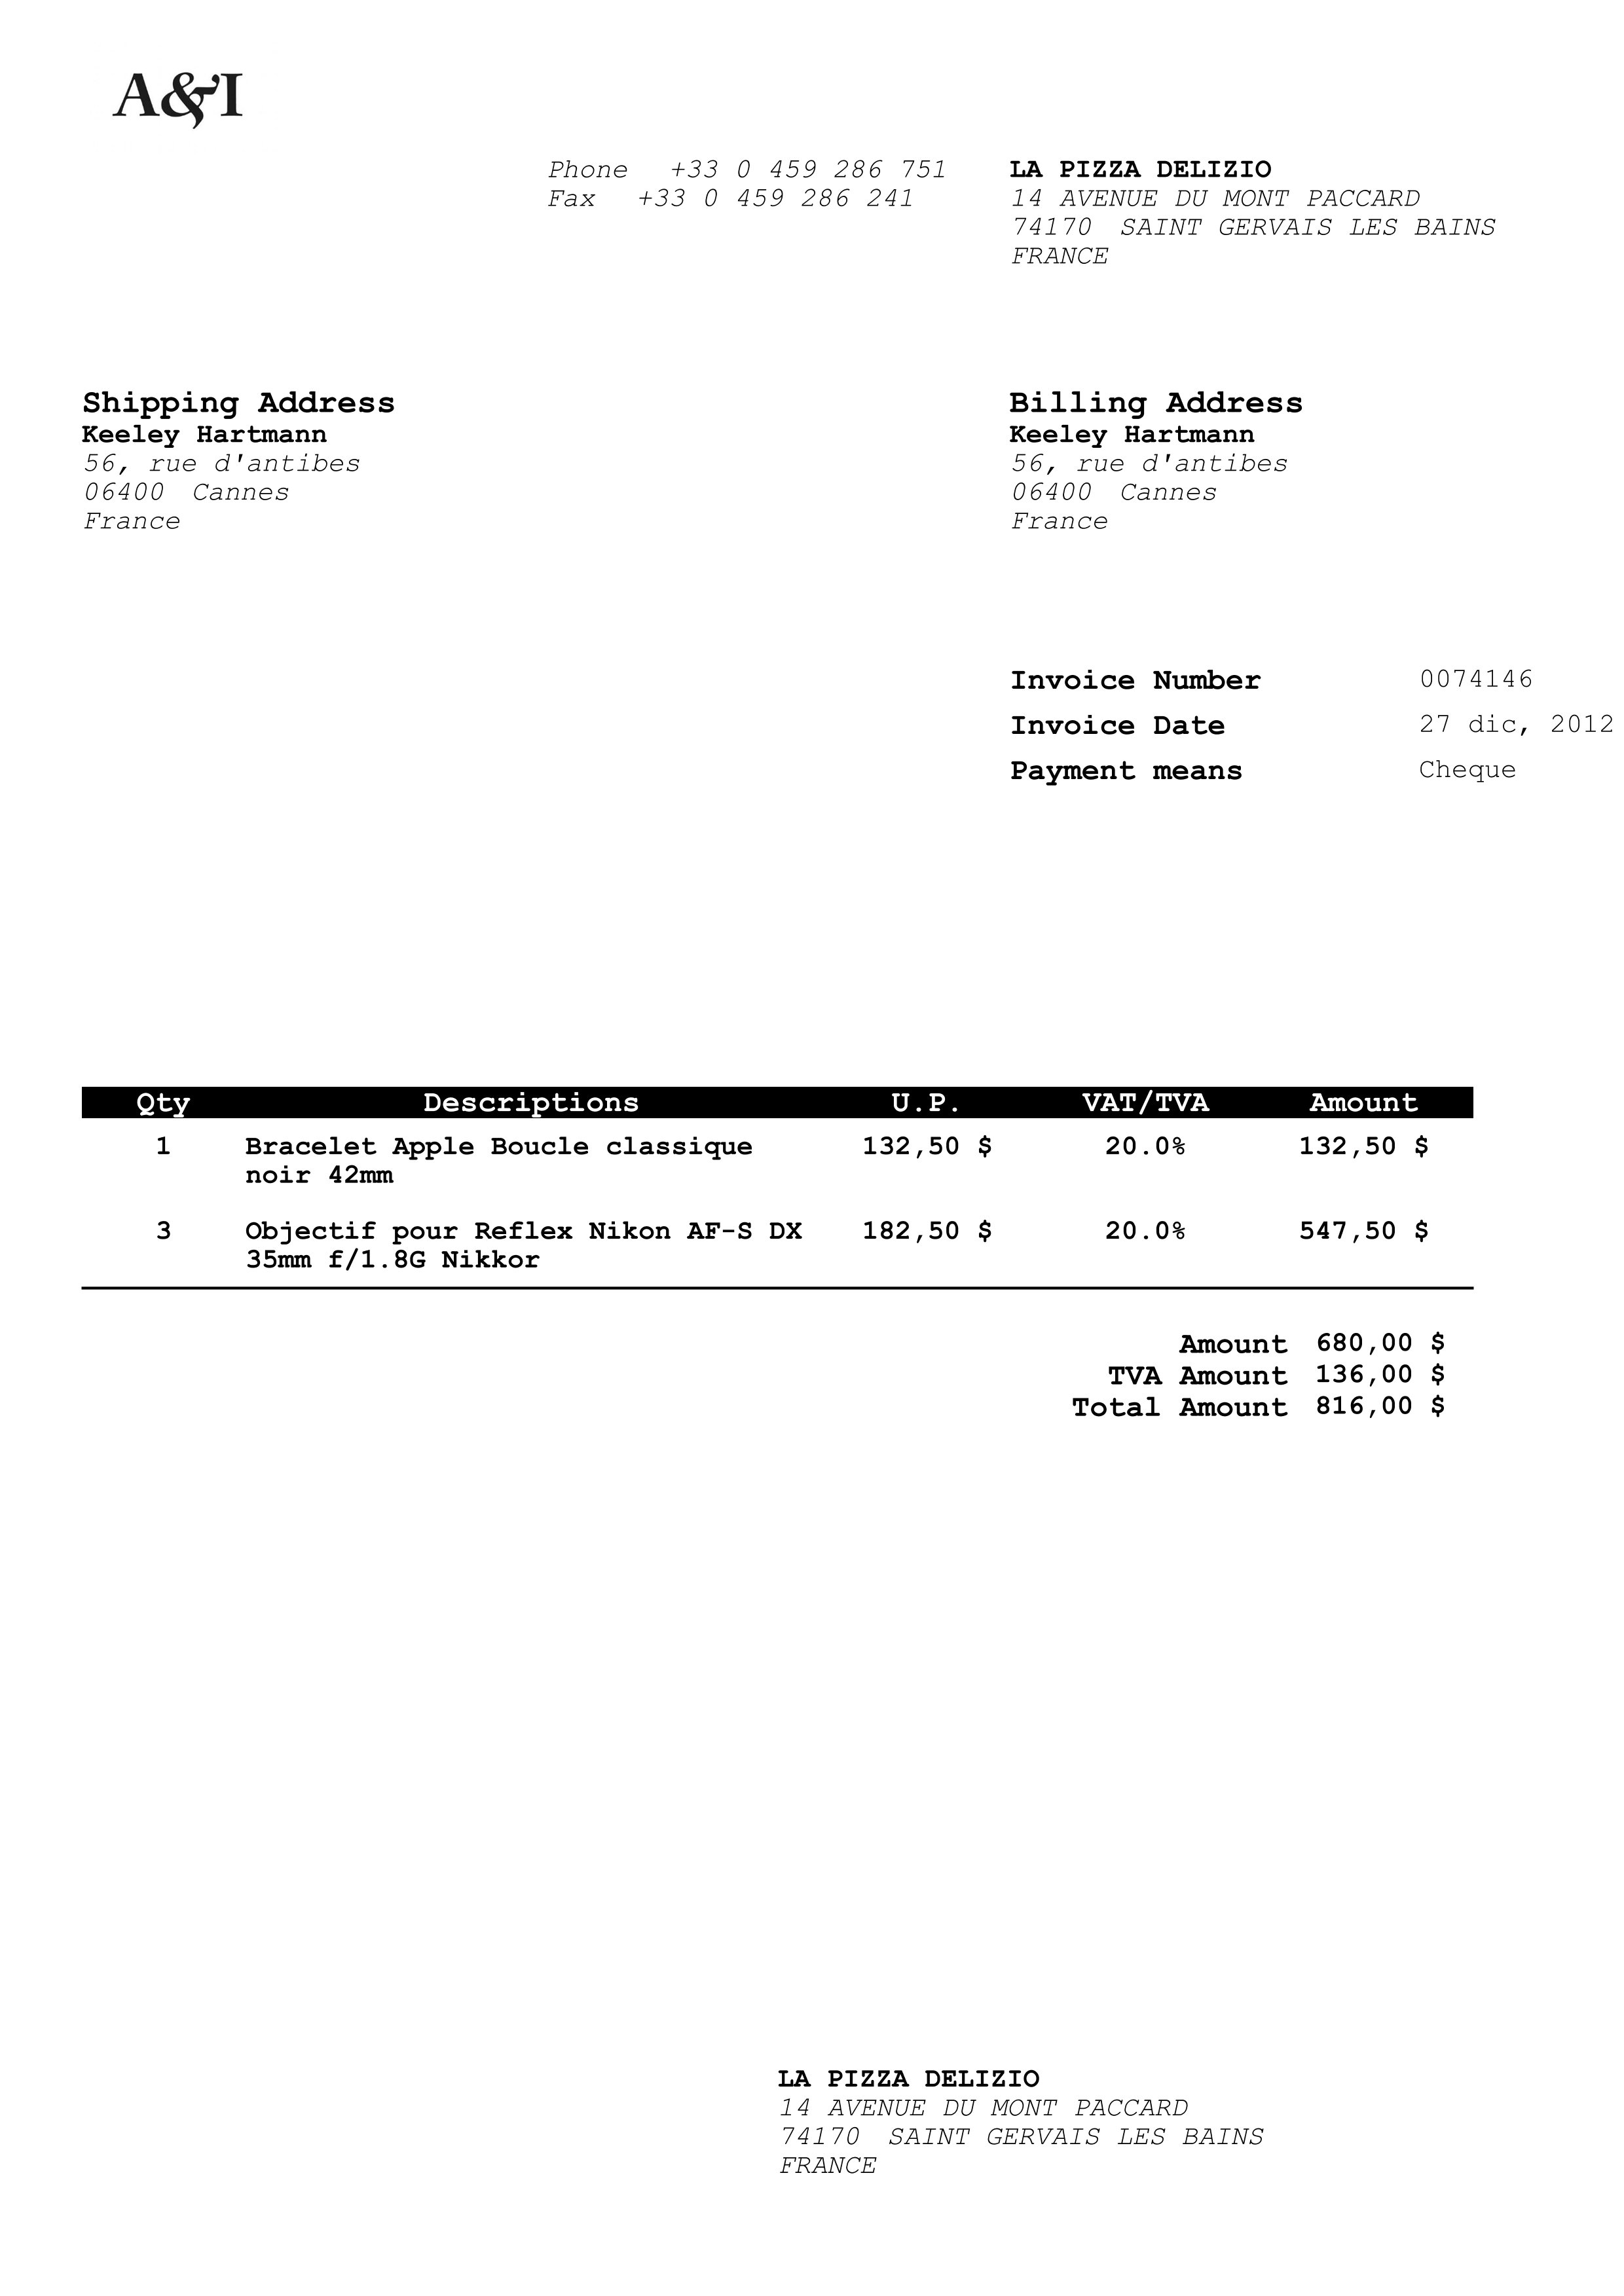 A&I
Phone +33 0 459 286 751
Fax +33 0 459 286 241
LA PIZZA DELIZIO
14 AVENUE DU MONT PACCARD
74170 SAINT GERVAIS LES BAINS
FRANCE
Shipping Address
Keeley Hartmann
56, rue d'antibes
06400 Cannes
France
Billing Address
Keeley Hartmann
56, rue d'antibes
06400 Cannes
France
Invoice Number 0074146
Invoice Date 27 dic, 2012
Payment means Cheque
Qty Descriptions U.P. VAT/TVA Amount
1 Bracelet Apple Boucle classique 132,50 $ 20.0% 132,50 $
noir 42mm
3 Objectif pour Reflex Nikon AF-S DX 182,50 $ 20.0% 547,50 $
35mm f/1.8G Nikkor
Amount 680,00 $
TVA Amount 136,00 $
Total Amount 816,00 $
LA PIZZA DELIZIO
14 AVENUE DU MONT PACCARD
74170 SAINT GERVAIS LES BAINS
FRANCE